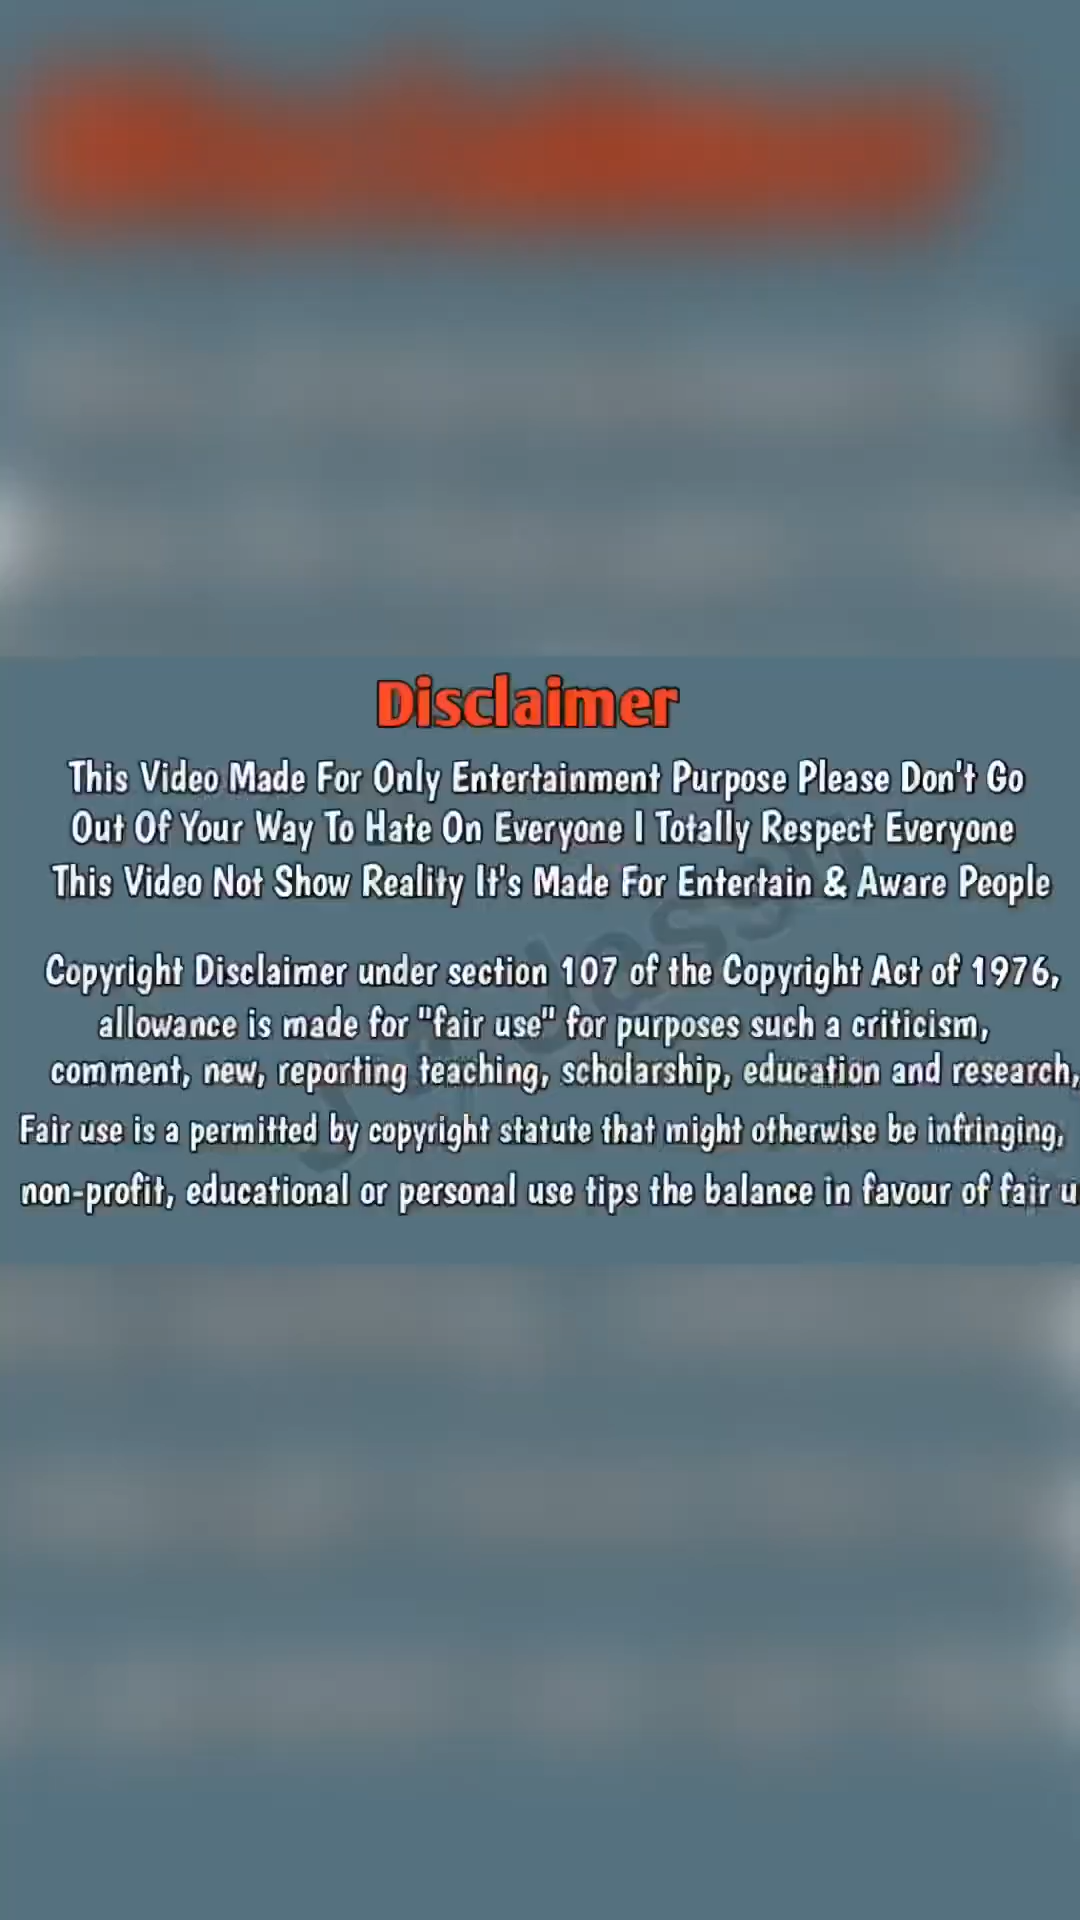 Disclaimer
This Video Made For Only Entertainment Purpose Please Don't Go
Out Of Your Way To Hate On Everyone I Totally Respect Everyone
This Video Not Show Reality It's Made For Entertain & Aware People
Copyright Disclaimer under section 107 of the Copyright Act of 1976,
allowance is made for "fair use" for purposes such a criticism,
comment, new, reporting teaching, scholarship, education and research,
Fair use is a permitted by copyright statute that might otherwise be infringing,
non-profit, educational or personal use tips the balance in favour of fair u